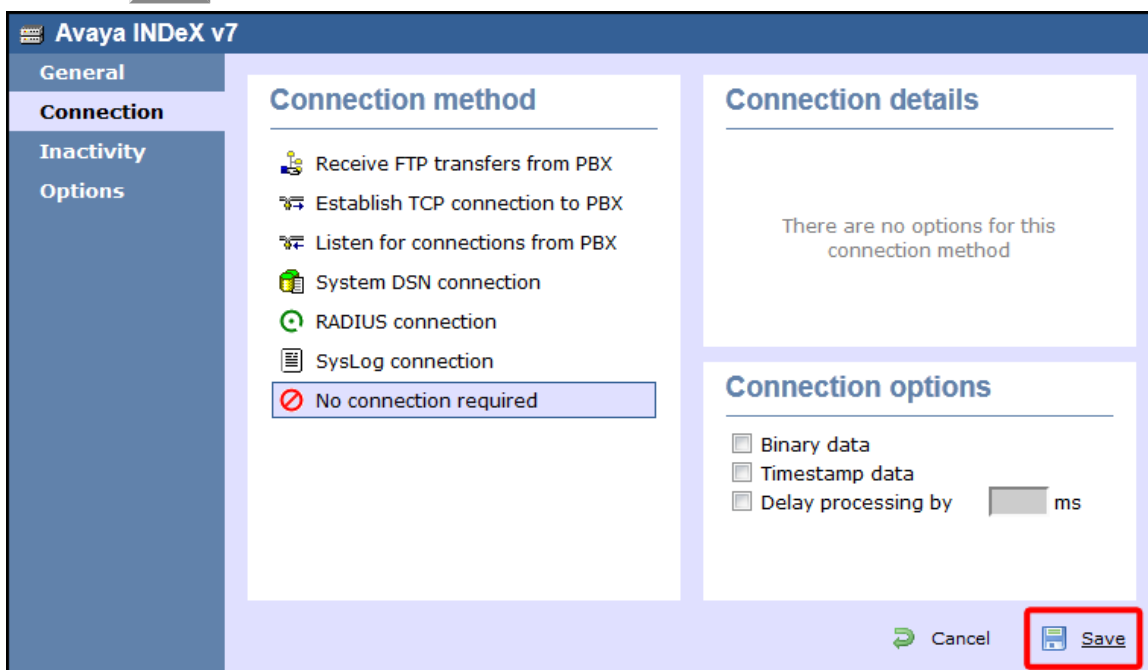 Avaya INDeX v7
General
Connection
Inactivity
Options
Connection method
Receive FTP transfers from PBX
Establish TCP connection to PBX
Listen for connections from PBX
System DSN connection
RADIUS connection
SysLog connection
No connection required
Connection details
There are no options for this
connection method
Connection options
Binary data
Timestamp data
Delay processing by ms
Cancel Save